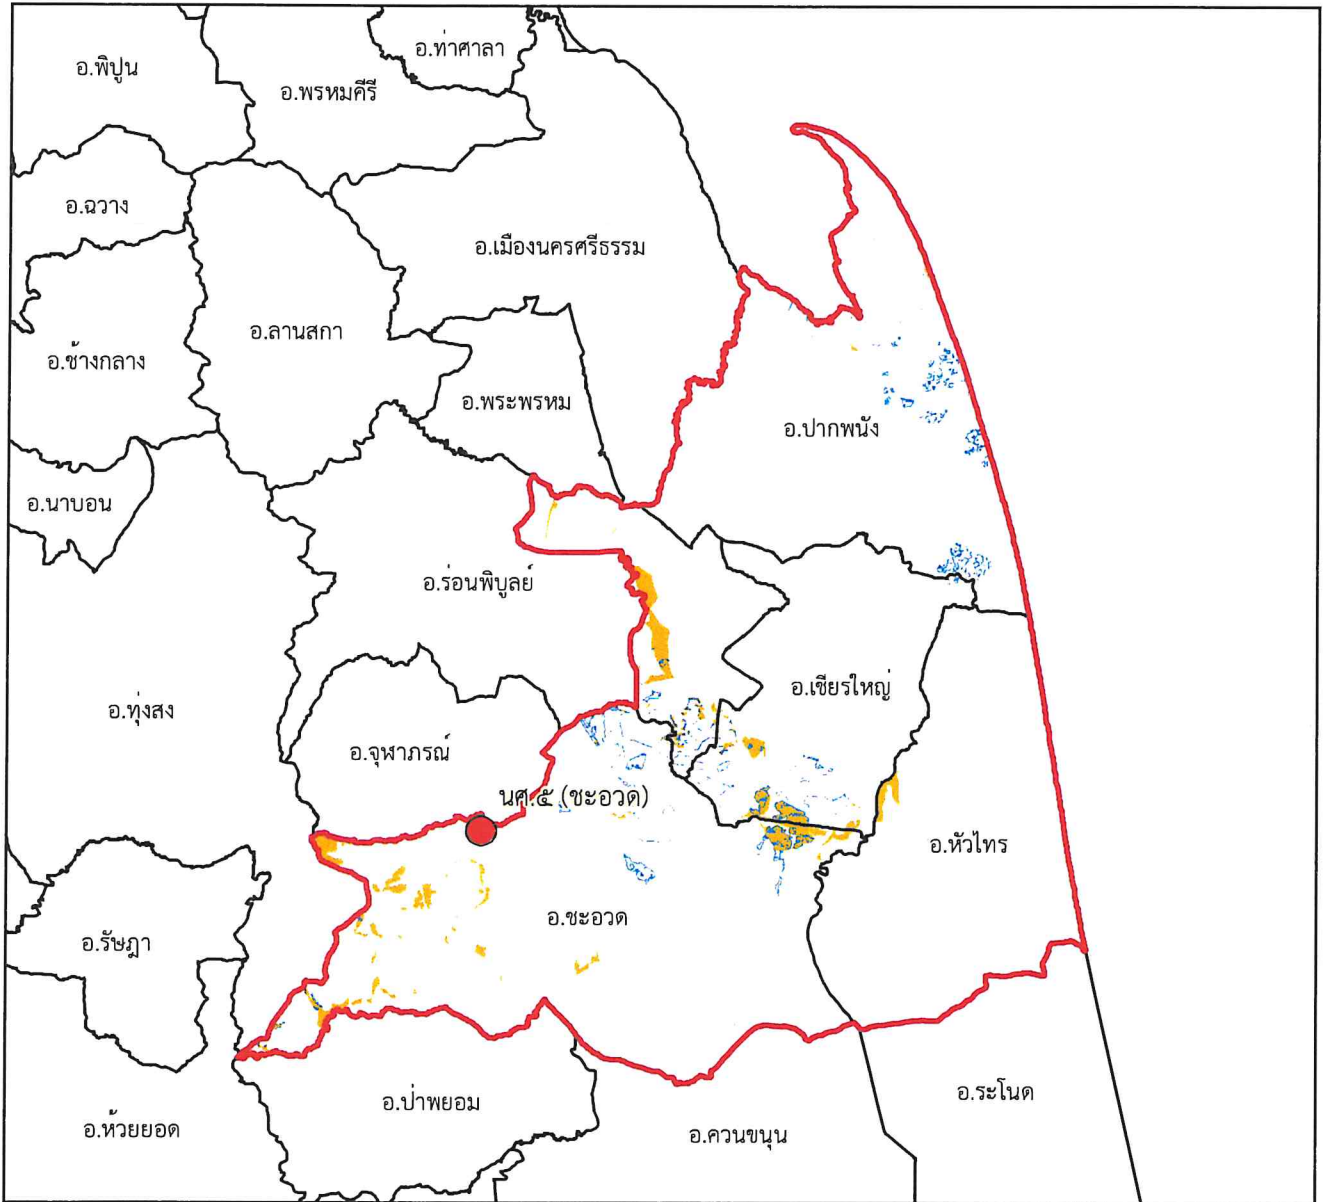 อ.ท่าศาลา
อ.พิปูน
อ.พรหมคีรี
อ.ฉวาง
อ.เมืองนครศรีธรรม
อ.ลานสกา
อ.ช้างกลาง
อ.พระพรหม
อ.ปากพนัง
อ.นาบอน
อ.ร่อนพิบูลย์
อ.เชียรใหญ่
อ.ทุ่งสง
อ.จุฬาภรณ์
นศ.๕ (ชะอวด)
อ.หัวไทร
อ.ชะอวด
อ.รัษฎา
อ.ระโนด
อ.ป่าพยอม
อ.ห้วยยอด
อ.ควนขนุน